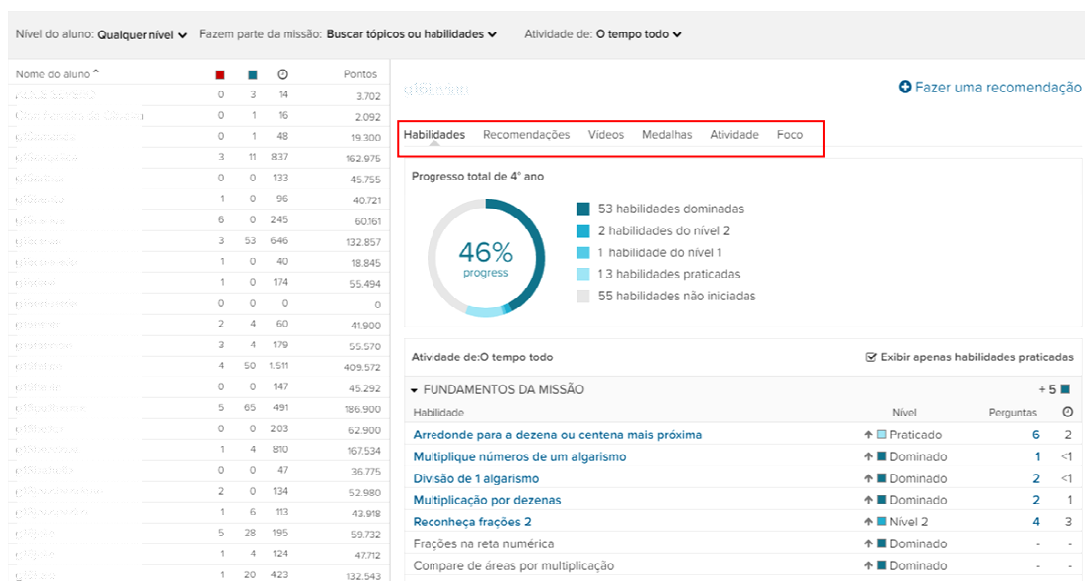 Nível do aluno: Qualquer nível Fazem parte da missão: Buscar tópicos ou habilidades Atividade de: O tempo todo
Nome do aluno Pontos
0 3 14 3.702
0 1 16 2.092
0 1 48 19.300
3 11 837 162.975
0 0 133 45.755
1 0 96 40.721
6 0 245 60.161
3 53 646 132.857
1 0 40 18.845
1 0 174 55.494
0 0 0 0
2 4 60 41.900
3 4 179 55.570
4 50 1.511 409.572
0 0 147 45.292
5 65 491 186.900
0 0 203 62.900
1 4 810 167.534
0 0 47 36.775
2 0 134 52.980
1 6 113 43.918
5 28 195 59.732
1 4 124 47.712
1 20 423 132.543
Fazer uma recomendação
Habilidades Recomendações Vídeos Medalhas Atividade Foco
Progresso total de 4° ano
46%
progress
53 habilidades dominadas
2 habilidades do nível 2
1 habilidade do nível 1
13 habilidades praticadas
55 habilidades não iniciadas
Atividade de:O tempo todo Exibir apenas habilidades praticadas
FUNDAMENTOS DA MISSÃO +5
Habilidade Nível Perguntas
Arredonde para a dezena ou centena mais próxima Praticado 6 2
Multiplique números de um algarismo Dominado 1 <1
Divisão de 1 algarismo Dominado 2 <1
Multiplicação por dezenas Dominado 2 1
Reconheça frações 2 Nível 2 4 3
Frações na reta numérica Dominado - -
Compare de áreas por multiplicação Dominado - -